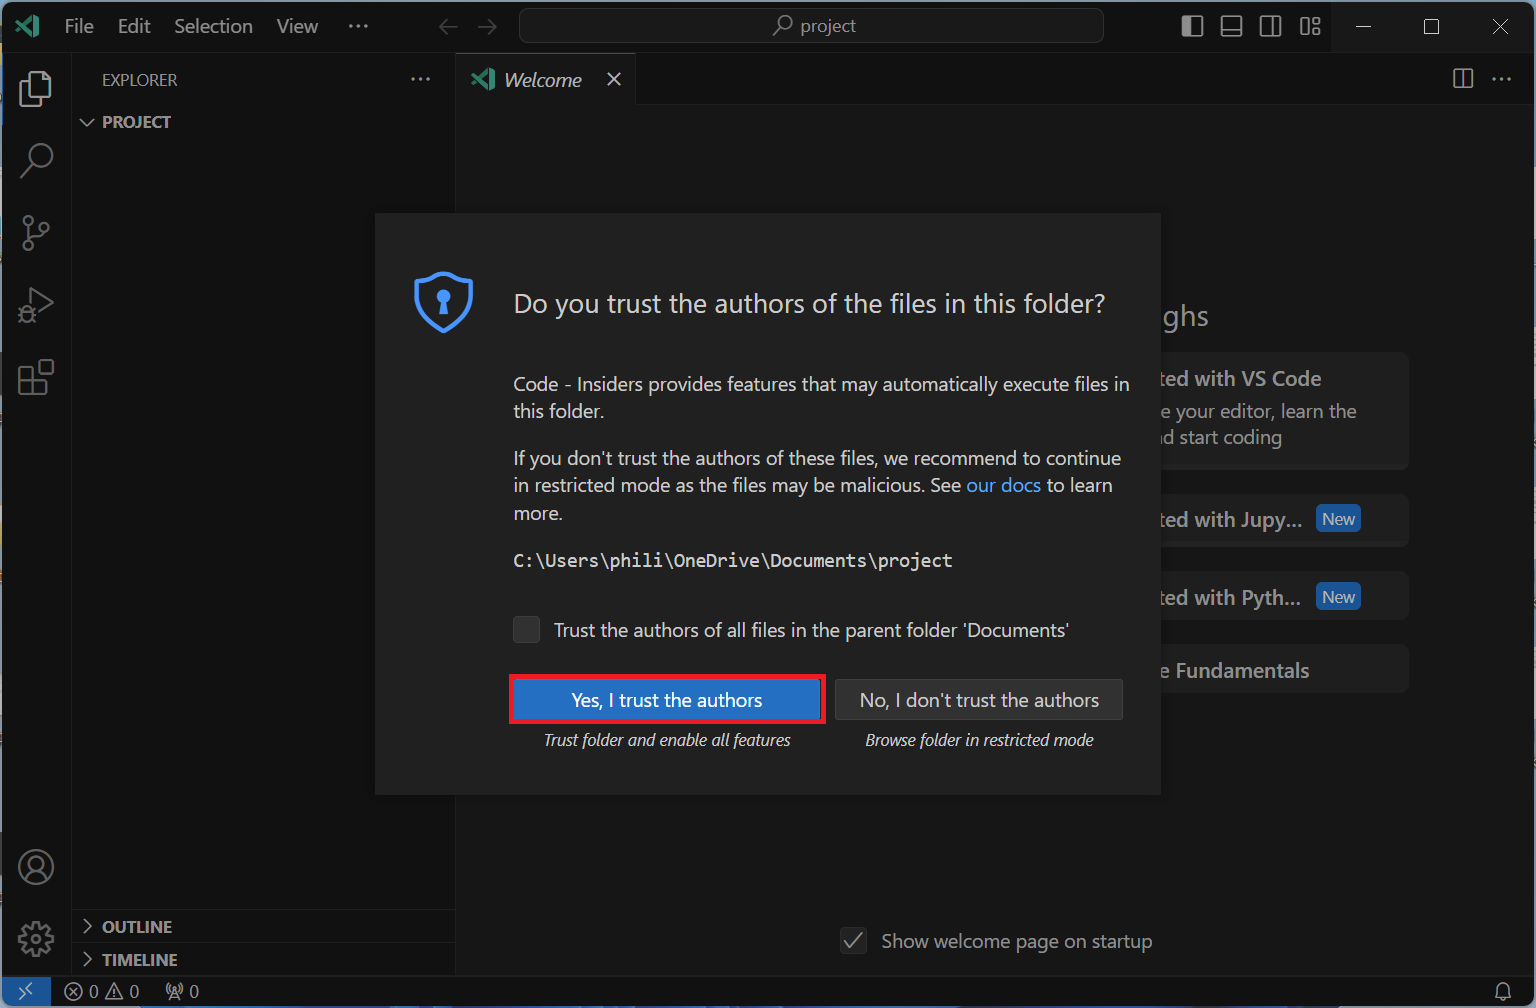 File Edit Selection View ··· project
EXPLORER ···
Welcome
PROJECT
Do you trust the authors of the files in this folder?
Code - Insiders provides features that may automatically execute files in
this folder.
If you don't trust the authors of these files, we recommend to continue
in restricted mode as the files may be malicious. See our docs to learn
more.
C:\Users\phili\OneDrive\Documents\project
Trust the authors of all files in the parent folder 'Documents'
Yes, I trust the authors
No, I don't trust the authors
Trust folder and enable all features
Browse folder in restricted mode
ghs
ted with VS Code
e your editor, learn the
d start coding
ted with Jupy... New
ted with Pyth... New
e Fundamentals
Show welcome page on startup
OUTLINE
TIMELINE
0 0 0